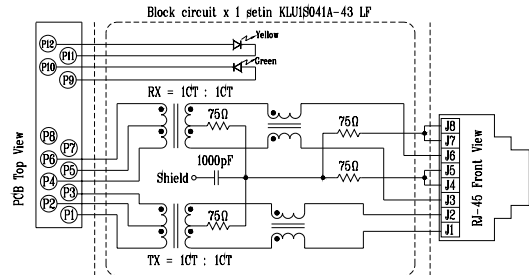 Block circuit x 1 setin KLU1S041A-43 LF
P12
Yellow
P11
P10
Green
P9
RX = 1CT : 1CT
75Ω
75Ω
P8
P7
P6
P5
P4
P3
P2
P1
PCB Top View
1000pF
Shield
75Ω
75Ω
TX = 1CT : 1CT
J8
J7
J6
J5
J4
J3
J2
J1
RJ-45 Front View